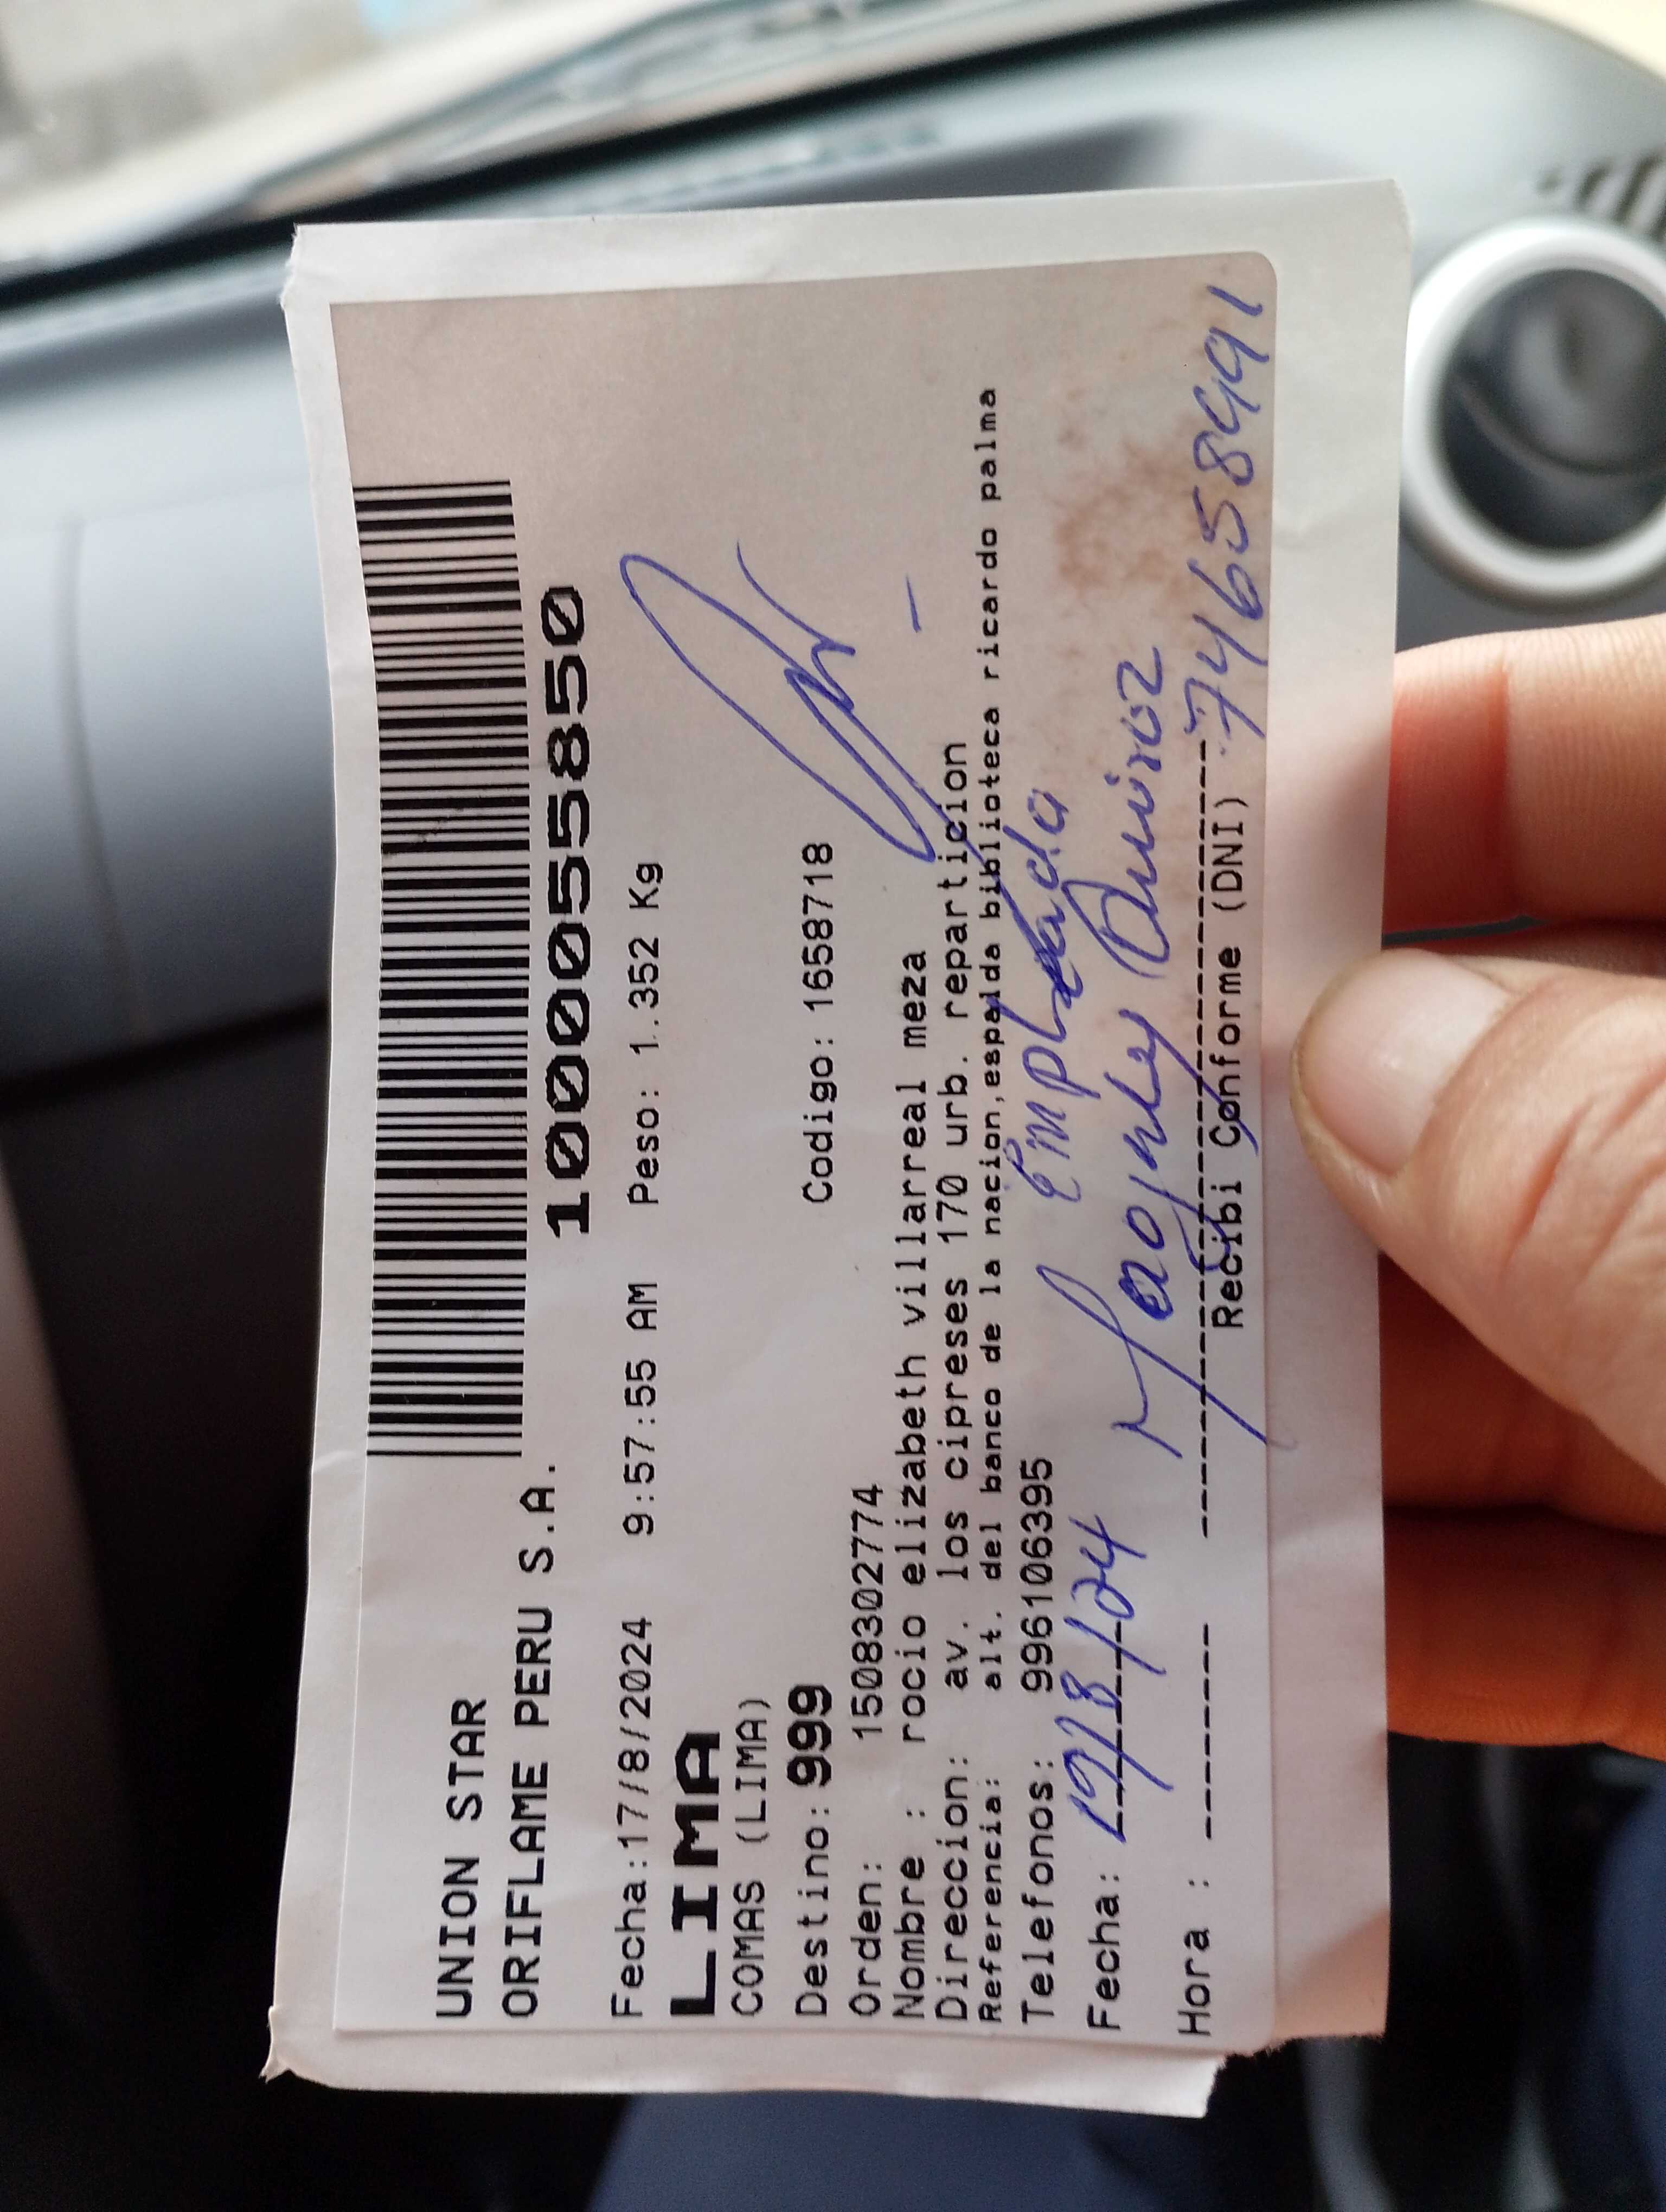 UNION STAR
ORIFLAME PERU S.A.
1000555850
Fecha:17/8/2024 9:57:55 AM Peso: 1.352 Kg
LIMA
COMAS (LIMA)
Destino: 999 Codigo: 1658718
Orden: 15083302774
Nombre : rocio elizabeth villarreal meza
Direccion: av. los cipreses 170 urb. reparticion
Referencia: alt. del banco de la nacion,espalda biblioteca ricardo palma
Telefonos: 996106395
Empleada
Fecha: 19/8/24
Hora : Recibi Conforme (DNI)